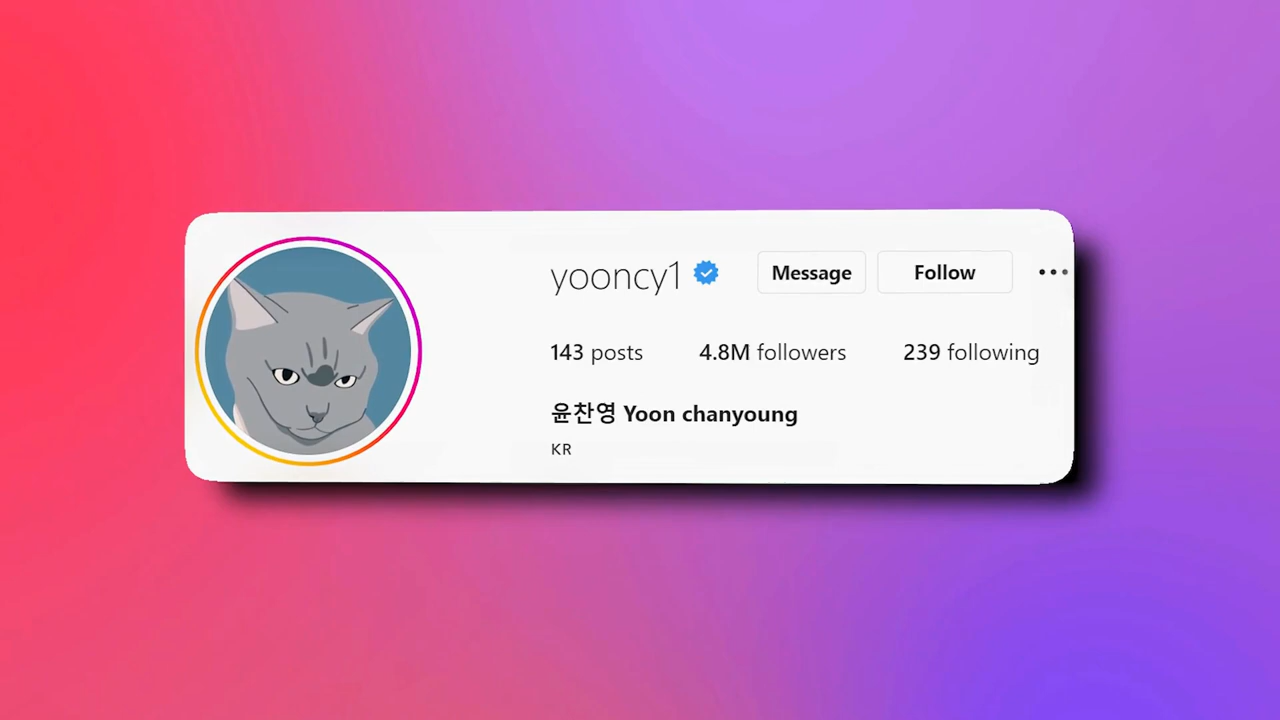 yooncy1 Message Follow
143 posts 4.8M followers 239 following
윤찬영 Yoon chanyoung
KR